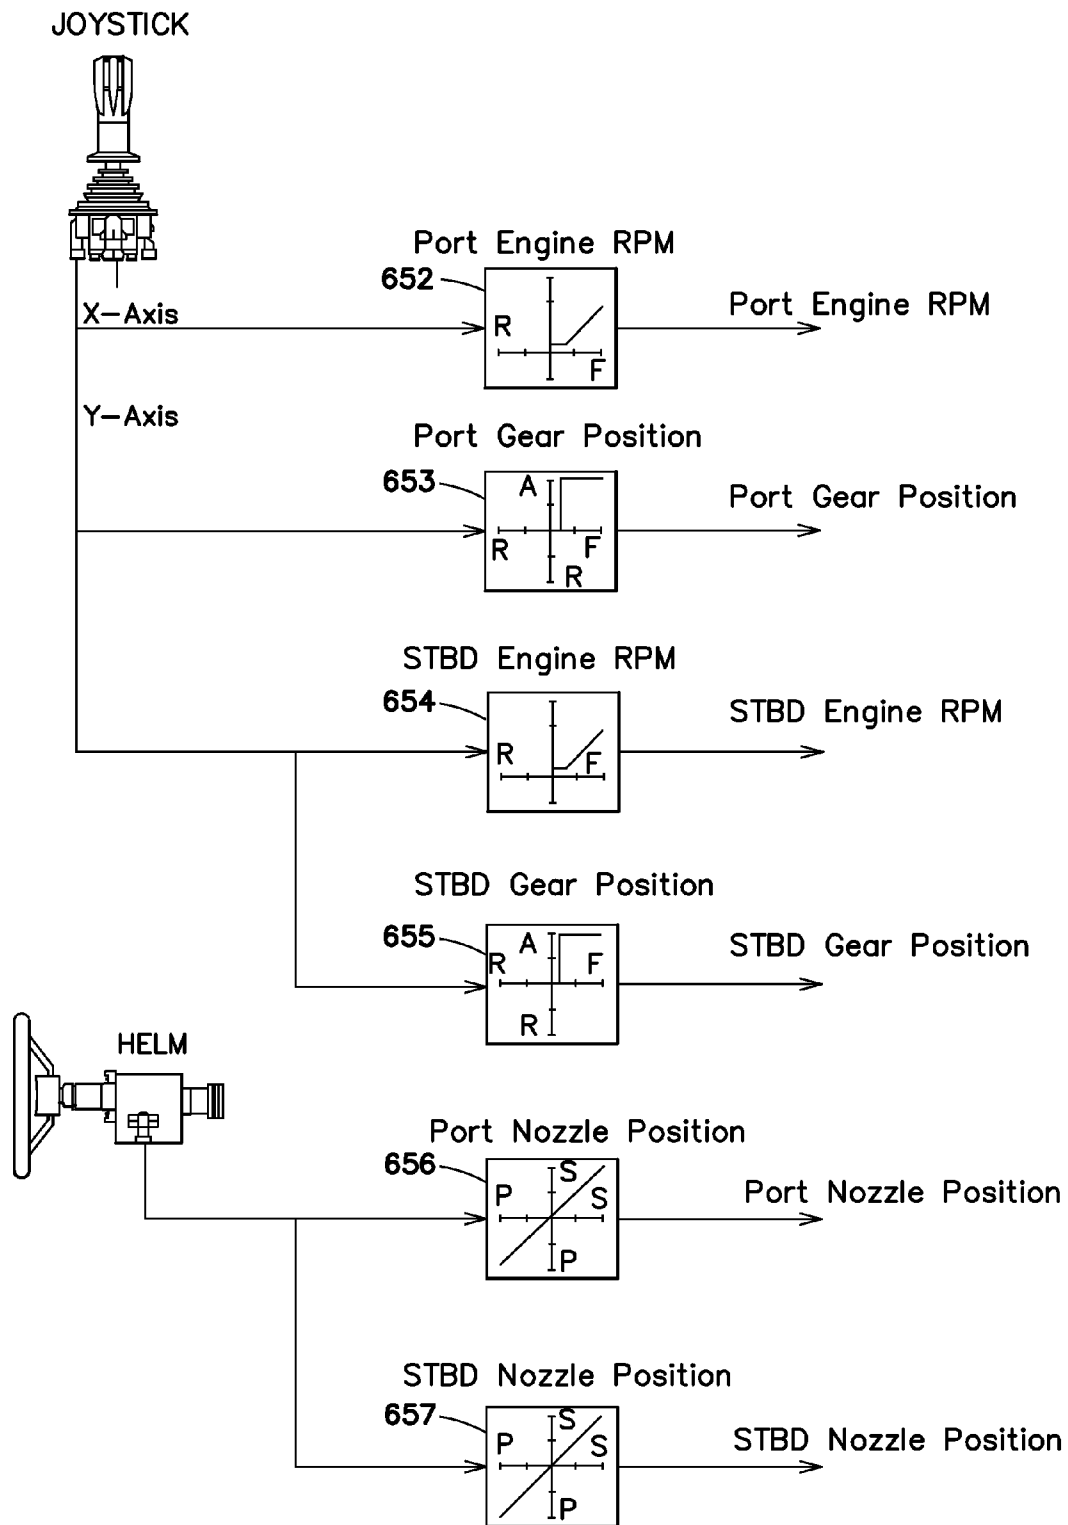 JOYSTICK
X-Axis
Y-Axis
Port Engine RPM
652
R
F
Port Engine RPM
Port Gear Position
653
A
R
F
R
Port Gear Position
STBD Engine RPM
654
R
F
STBD Engine RPM
STBD Gear Position
655
A
R
F
R
STBD Gear Position
HELM
Port Nozzle Position
656
S
P
S
P
Port Nozzle Position
STBD Nozzle Position
657
S
P
S
P
STBD Nozzle Position